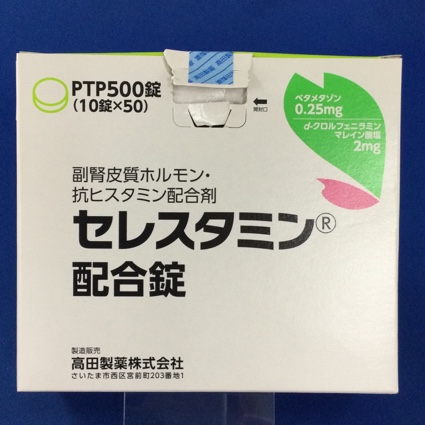 PTP500錠
(10錠×50)
開封口
ベタメタゾン
0.25mg
d-クロルフェニラミン
マレイン酸塩
2mg
副腎皮質ホルモン・
抗ヒスタミン配合剤
セレスタミン®
配合錠
製造販売
高田製薬株式会社
さいたま市西区宮前町203番地1